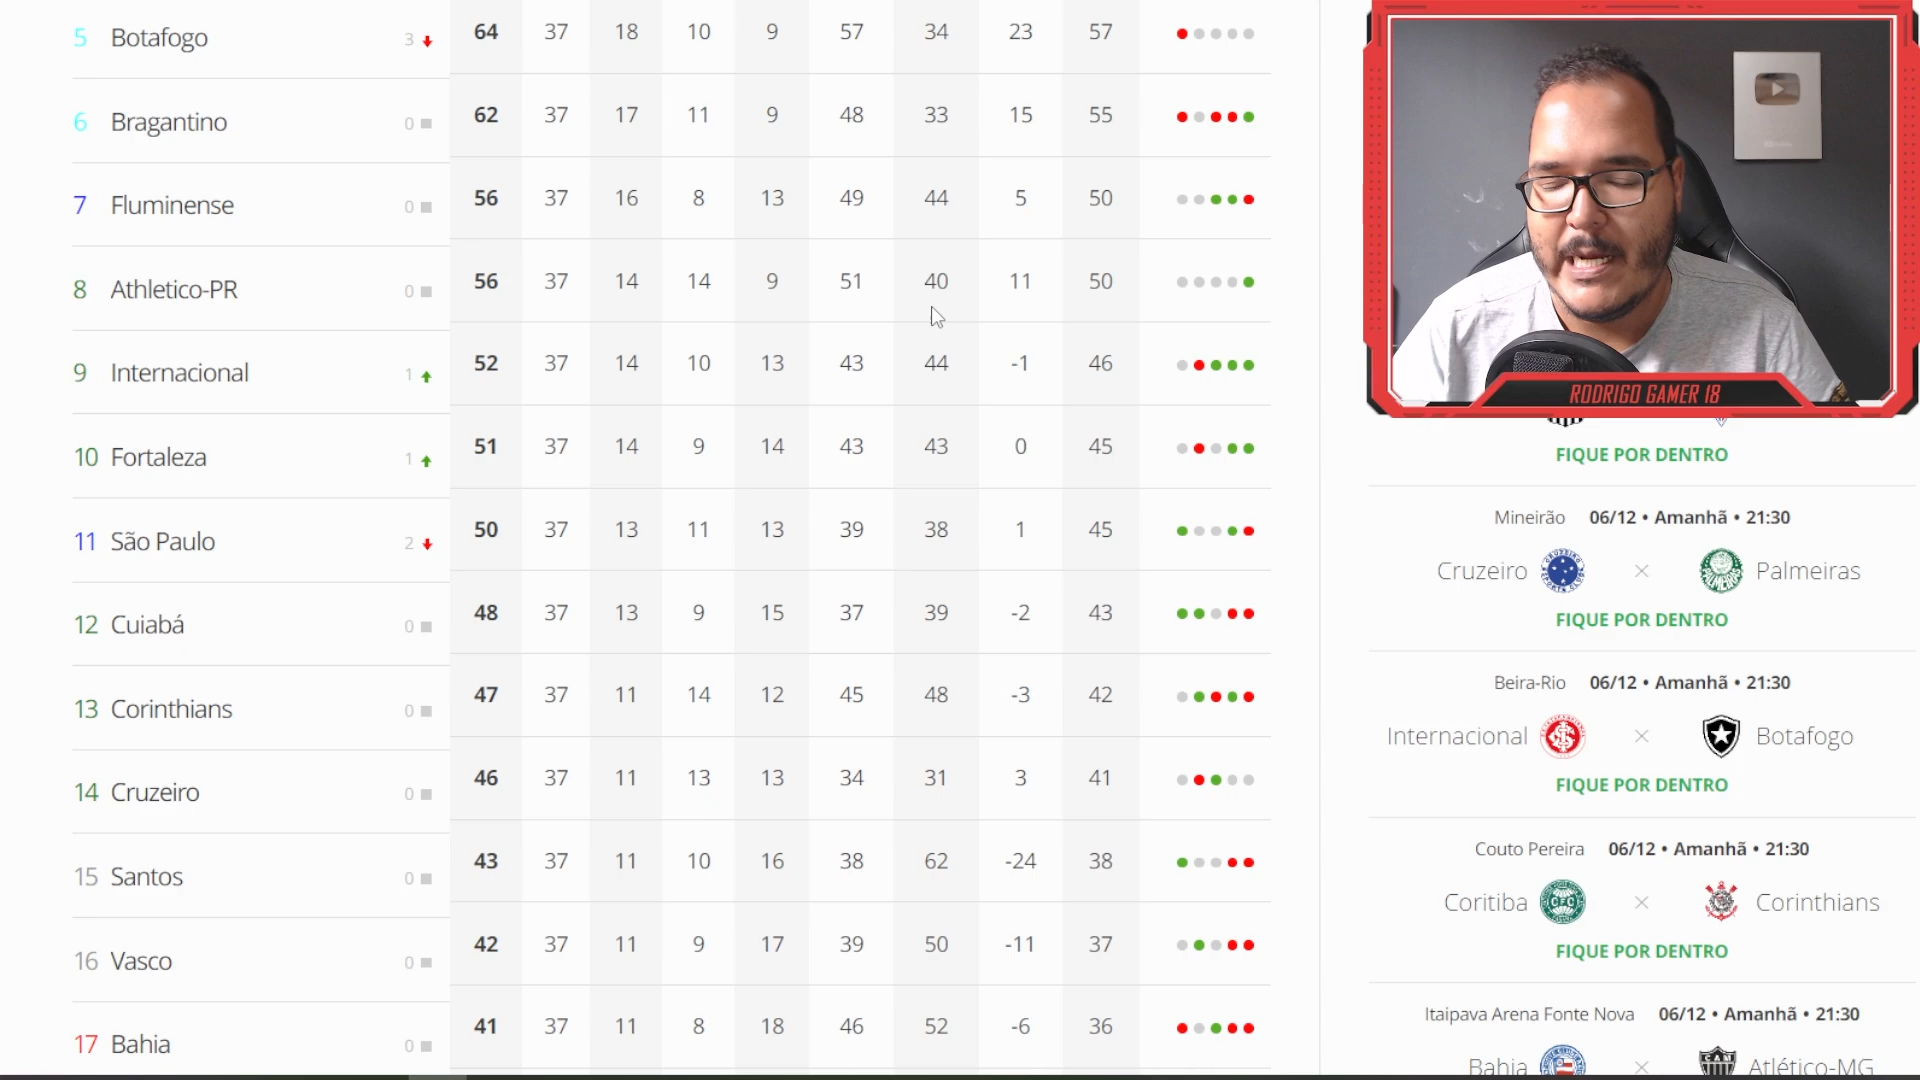 5 Botafogo 3 64 37 18 10 9 57 34 23 57
6 Bragantino 0 62 37 17 11 9 48 33 15 55
7 Fluminense 0 56 37 16 8 13 49 44 5 50
8 Athletico-PR 0 56 37 14 14 9 51 40 11 50
9 Internacional 1 52 37 14 10 13 43 44 -1 46
10 Fortaleza 1 51 37 14 9 14 43 43 0 45
11 São Paulo 2 50 37 13 11 13 39 38 1 45
12 Cuiabá 0 48 37 13 9 15 37 39 -2 43
13 Corinthians 0 47 37 11 14 12 45 48 -3 42
14 Cruzeiro 0 46 37 11 13 13 34 31 3 41
15 Santos 0 43 37 11 10 16 38 62 -24 38
16 Vasco 0 42 37 11 9 17 39 50 -11 37
17 Bahia 0 41 37 11 8 18 46 52 -6 36
RODRIGO GAMER 18
FIQUE POR DENTRO
Mineirão 06/12 • Amanhã • 21:30
Cruzeiro × Palmeiras
FIQUE POR DENTRO
Beira-Rio 06/12 • Amanhã • 21:30
Internacional × Botafogo
FIQUE POR DENTRO
Couto Pereira 06/12 • Amanhã • 21:30
Coritiba CFC × Corinthians
FIQUE POR DENTRO
Itaipava Arena Fonte Nova 06/12 • Amanhã • 21:30
Bahia × CAM Atlético-MG